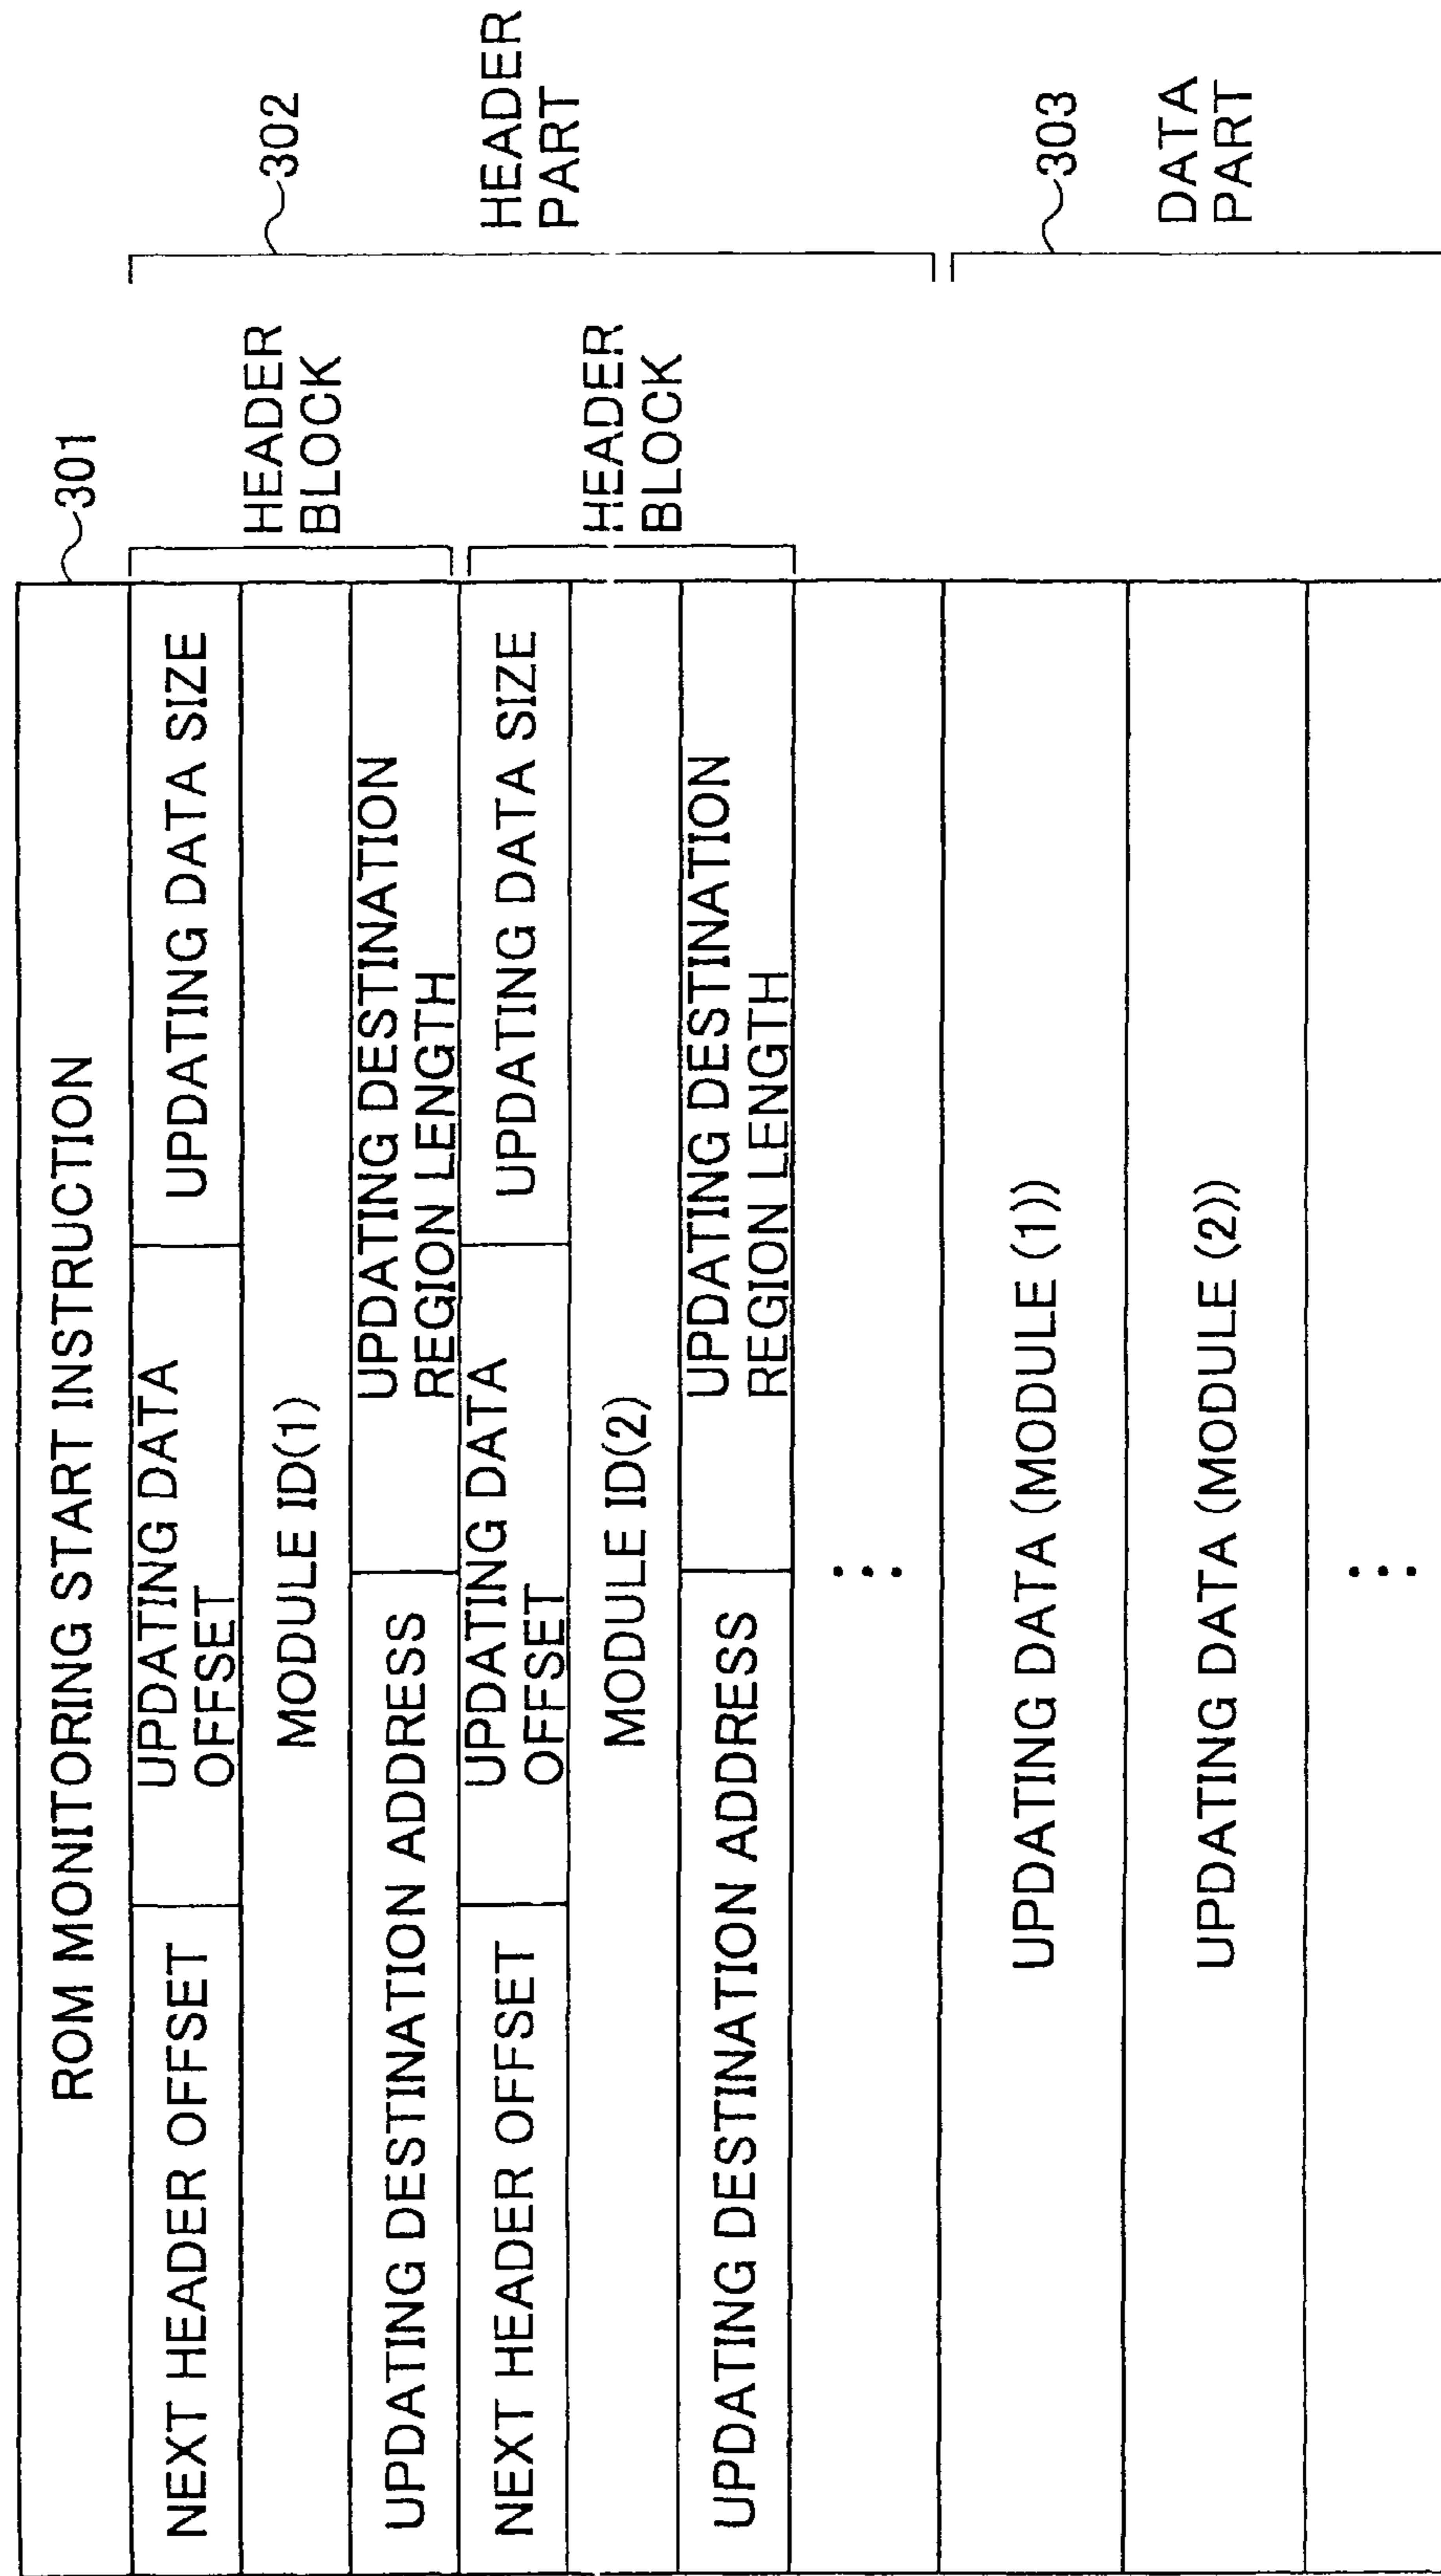 ROM MONITORING START INSTRUCTION
301
NEXT HEADER OFFSET
UPDATING DATA
OFFSET
UPDATING DATA SIZE
MODULE ID(1)
UPDATING DESTINATION ADDRESS
UPDATING DESTINATION
REGION LENGTH
HEADER
BLOCK
NEXT HEADER OFFSET
UPDATING DATA
OFFSET
UPDATING DATA SIZE
MODULE ID(2)
UPDATING DESTINATION ADDRESS
UPDATING DESTINATION
REGION LENGTH
HEADER
BLOCK
...
302
HEADER
PART
UPDATING DATA (MODULE (1))
UPDATING DATA (MODULE (2))
...
303
DATA
PART